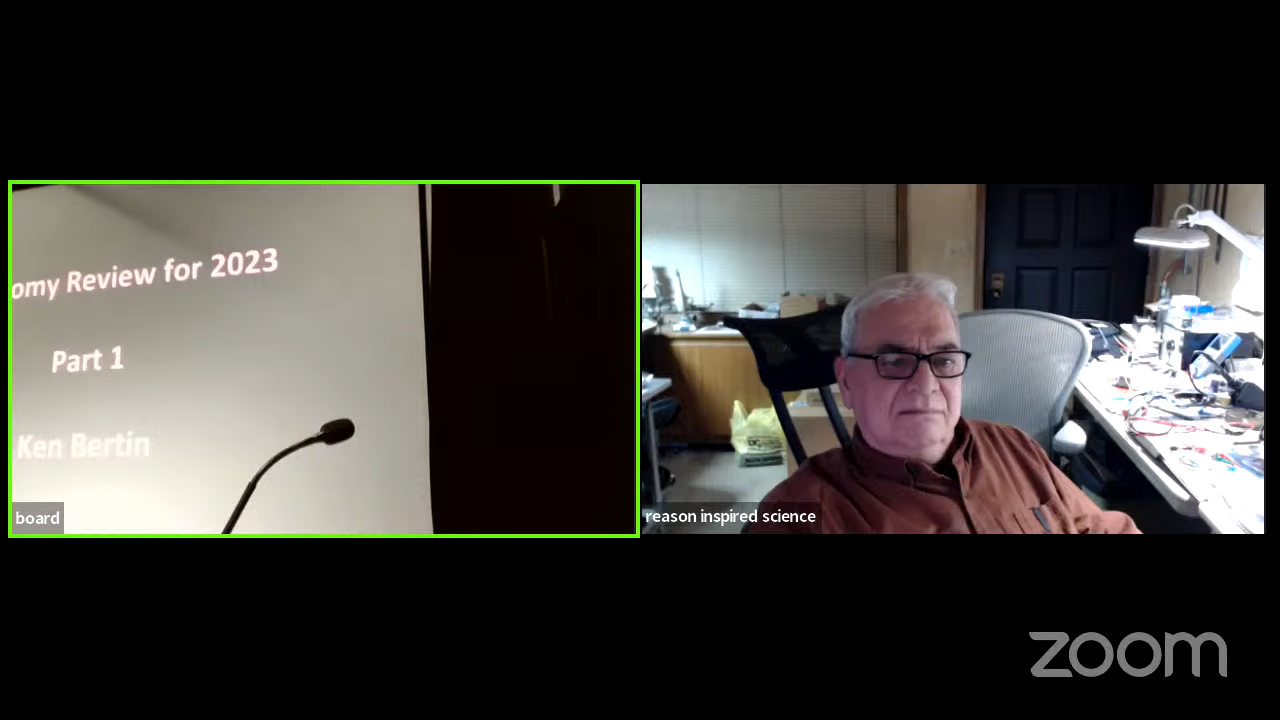 omy Review for 2023
Part 1
Ken Bertin
board
reason inspired science
zoom